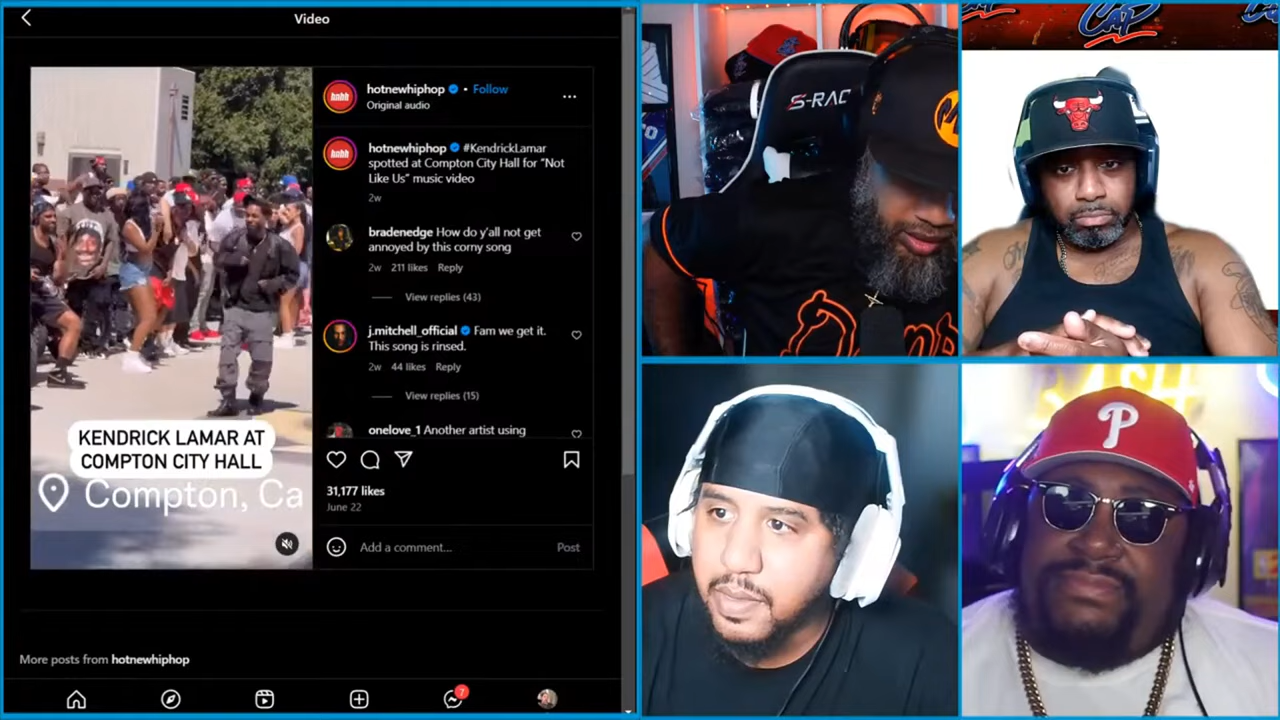 Video
hotnewhiphop • Follow
Original audio
hotnewhiphop #KendrickLamar
spotted at Compton City Hall for "Not
Like Us" music video
2w
bradenedge How do y'all not get
annoyed by this corny song
2w 211 likes Reply
View replies (43)
j.mitchell_official Fam we get it.
This song is rinsed.
2w 44 likes Reply
View replies (15)
onelove_1 Another artist using
31,177 likes
June 22
Add a comment... Post
KENDRICK LAMAR AT
COMPTON CITY HALL
Compton, Ca
More posts from hotnewhiphop
7
hnhh
hnhh
S-RAC
CAP
P